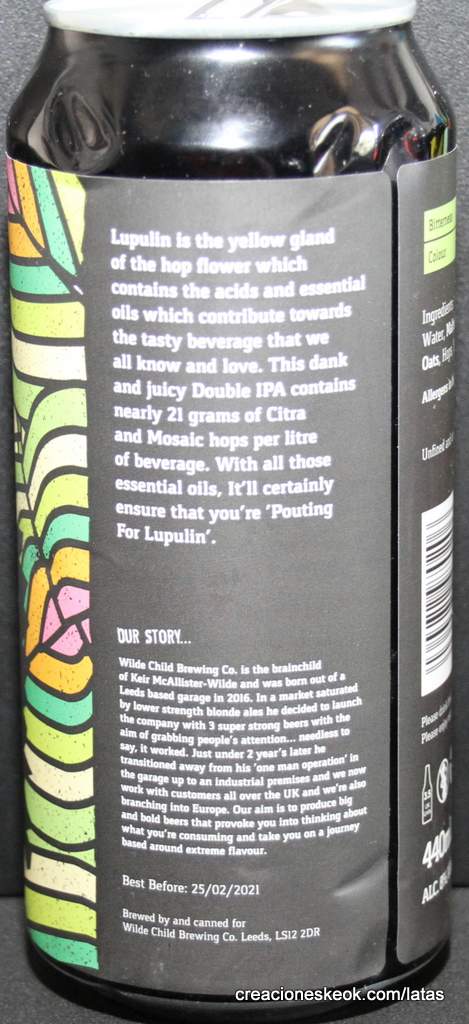 Lupulin is the yellow gland
of the hop flower which
contains the acids and essential
oils which contribute towards
the tasty beverage that we
all know and love. This dank
and juicy Double IPA contains
nearly 21 grams of Citra
and Mosaic hops per litre
of beverage. With all those
essential oils, It'll certainly
ensure that you're 'Pouting
For Lupulin'.
OUR STORY...
Wilde Child Brewing Co. is the brainchild
of Keir McAllister-Wilde and was born out of a
Leeds based garage in 2016. In a market saturated
by lower strength blonde ales he decided to launch
the company with 3 super strong beers with the
aim of grabbing people's attention... needless to
say, it worked. Just under 2 year's later he
transitioned away from his 'one man operation' in
the garage up to an industrial premises and we now
work with customers all over the UK and we're also
branching into Europe. Our aim is to produce big
and bold beers that provoke you into thinking about
what you're consuming and take you on a journey
based around extreme flavour.
Best Before: 25/02/2021
Brewed by and canned for
Wilde Child Brewing Co. Leeds, LS12 2DR
Bitterness
Colour
Ingredients
Water,
Oats, Hops
Allergens
Unfined
Please
Please
3.5
440
ALC. 8%
creacioneskeok.com/latas